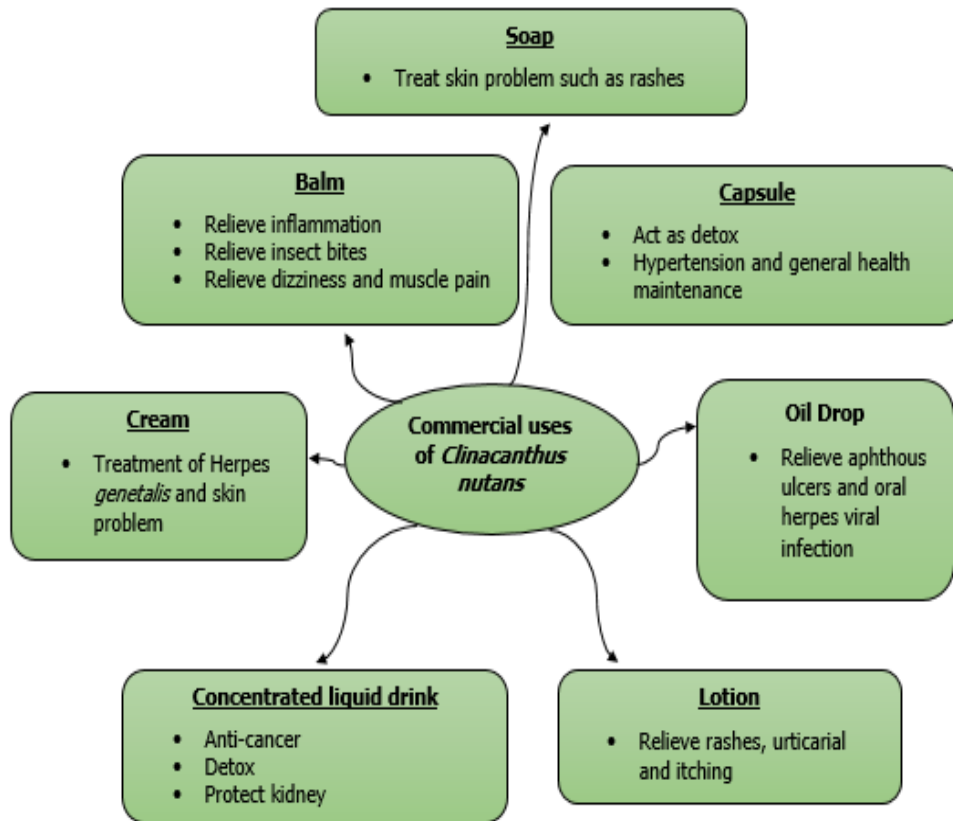 Soap
• Treat skin problem such as rashes
Balm
• Relieve inflammation
• Relieve insect bites
• Relieve dizziness and muscle pain
Capsule
• Act as detox
• Hypertension and general health
maintenance
Commercial uses
of Clinacanthus
nutans
Cream
• Treatment of Herpes
genetalis and skin
problem
Oil Drop
• Relieve aphthous
ulcers and oral
herpes viral
infection
Concentrated liquid drink
• Anti-cancer
• Detox
• Protect kidney
Lotion
• Relieve rashes, urticarial
and itching